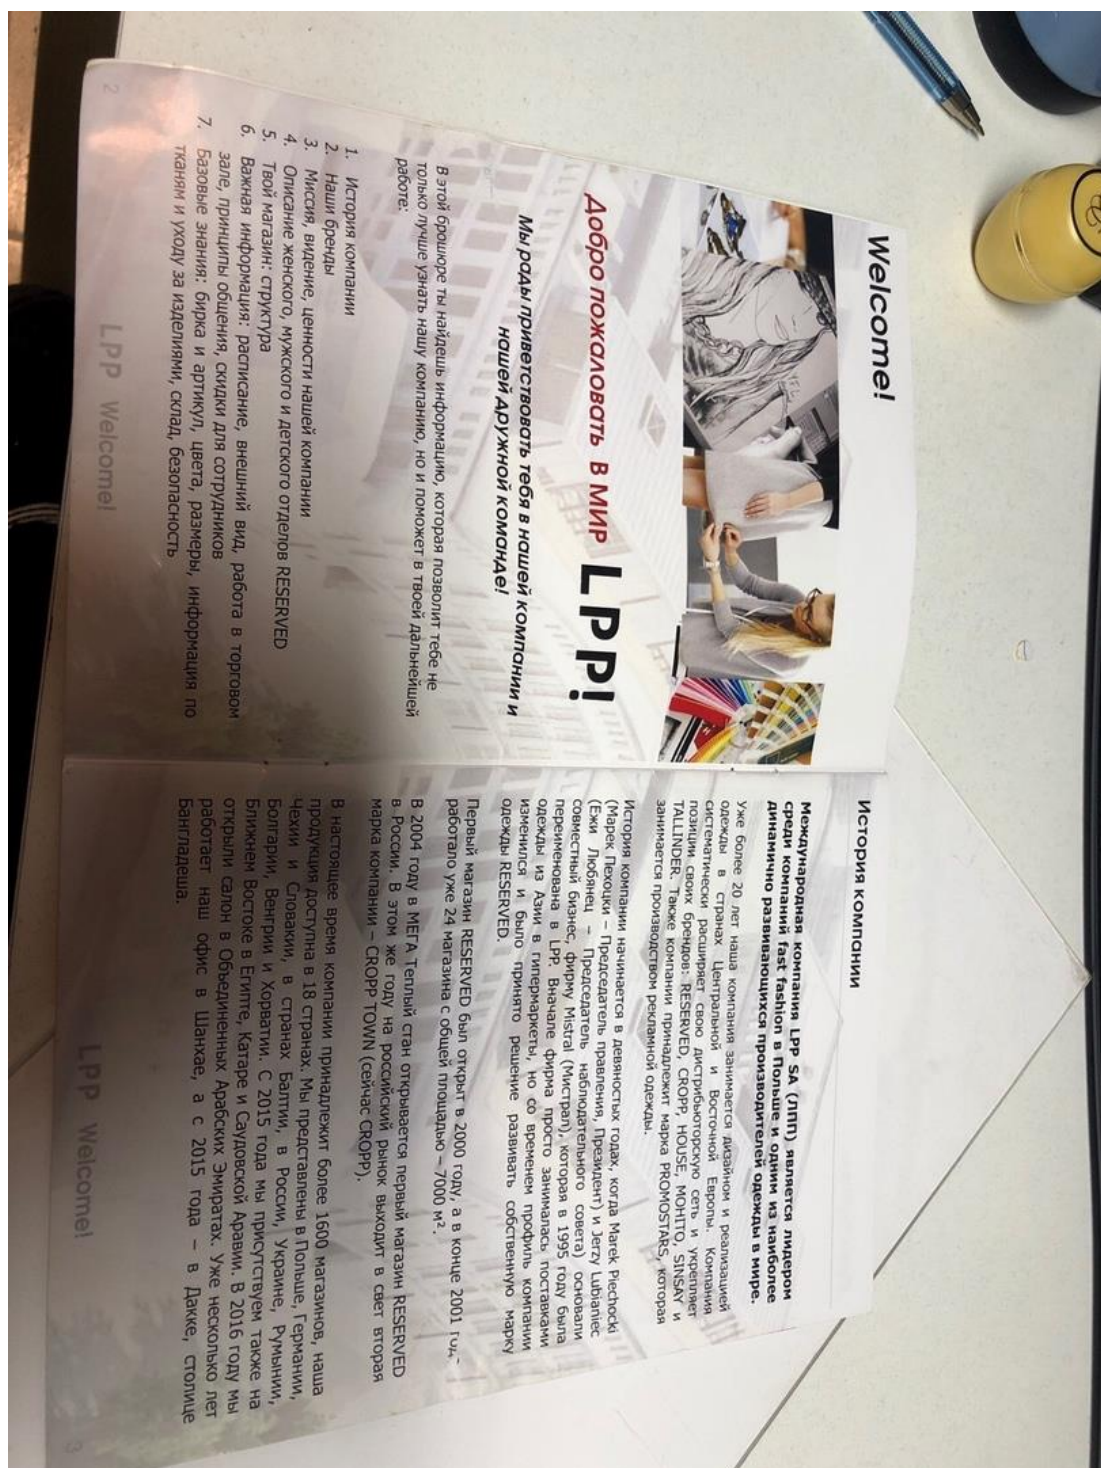 Welcome!
Добро пожаловать в мир LPP!
Мы рады приветствовать тебя в нашей компании и
нашей дружной команде!
В этой брошюре ты найдешь информацию, которая позволит тебе не
только лучше узнать нашу компанию, но и поможет в твоей дальнейшей
работе:
1. История компании
2. Наши бренды
3. Миссия, видение, ценности нашей компании
4. Описание женского, мужского и детского отделов RESERVED
5. Твой магазин: структура
6. Важная информация: расписание, внешний вид, работа в торговом
зале, принципы общения, скидки для сотрудников
7. Базовые знания: бирка и артикул, цвета, размеры, информация по
тканям и уходу за изделиями, склад, безопасность
2
LPP Welcome!
История компании
Международная компания LPP SA (ЛПП) является лидером
среди компаний fast fashion в Польше и одним из наиболее
динамично развивающихся производителей одежды в мире.
Уже более 20 лет наша компания занимается дизайном и реализацией
одежды в странах Центральной и Восточной Европы. Компания
систематически расширяет свою дистрибьюторскую сеть и укрепляет
позиции своих брендов: RESERVED, CROPP, HOUSE, MOHITO, SINSAY и
TALLINDER. Также компании принадлежит марка PROMOSTARS, которая
занимается производством рекламной одежды.
История компании начинается в девяностых годах, когда Marek Piechocki
(Марек Пехоцки – Председатель правления, Президент) и Jerzy Lubianiec
(Ежи Любянец – Председатель наблюдательного совета) основали
совместный бизнес, фирму Mistral (Мистрал), которая в 1995 году была
переименована в LPP. Вначале фирма просто занималась поставками
одежды из Азии в гипермаркеты, но со временем профиль компании
изменился и было принято решение развивать собственную марку
одежды RESERVED.
Первый магазин RESERVED был открыт в 2000 году, а в конце 2001 года
работало уже 24 магазина с общей площадью – 7000 м².
В 2004 году в МЕГА Теплый стан открывается первый магазин RESERVED
в России. В этом же году на российский рынок выходит в свет вторая
марка компании – CROPP TOWN (сейчас CROPP).
В настоящее время компании принадлежит более 1600 магазинов, наша
продукция доступна в 18 странах. Мы представлены в Польше, Германии,
Чехии и Словакии, в странах Балтии, в России, Украине, Румынии,
Болгарии, Венгрии и Хорватии. С 2015 года мы присутствуем также на
Ближнем Востоке в Египте, Катаре и Саудовской Аравии. В 2016 году мы
открыли салон в Объединенных Арабских Эмиратах. Уже несколько лет
работает наш офис в Шанхае, а с 2015 года – в Дакке, столице
Бангладеша.
LPP Welcome!
3